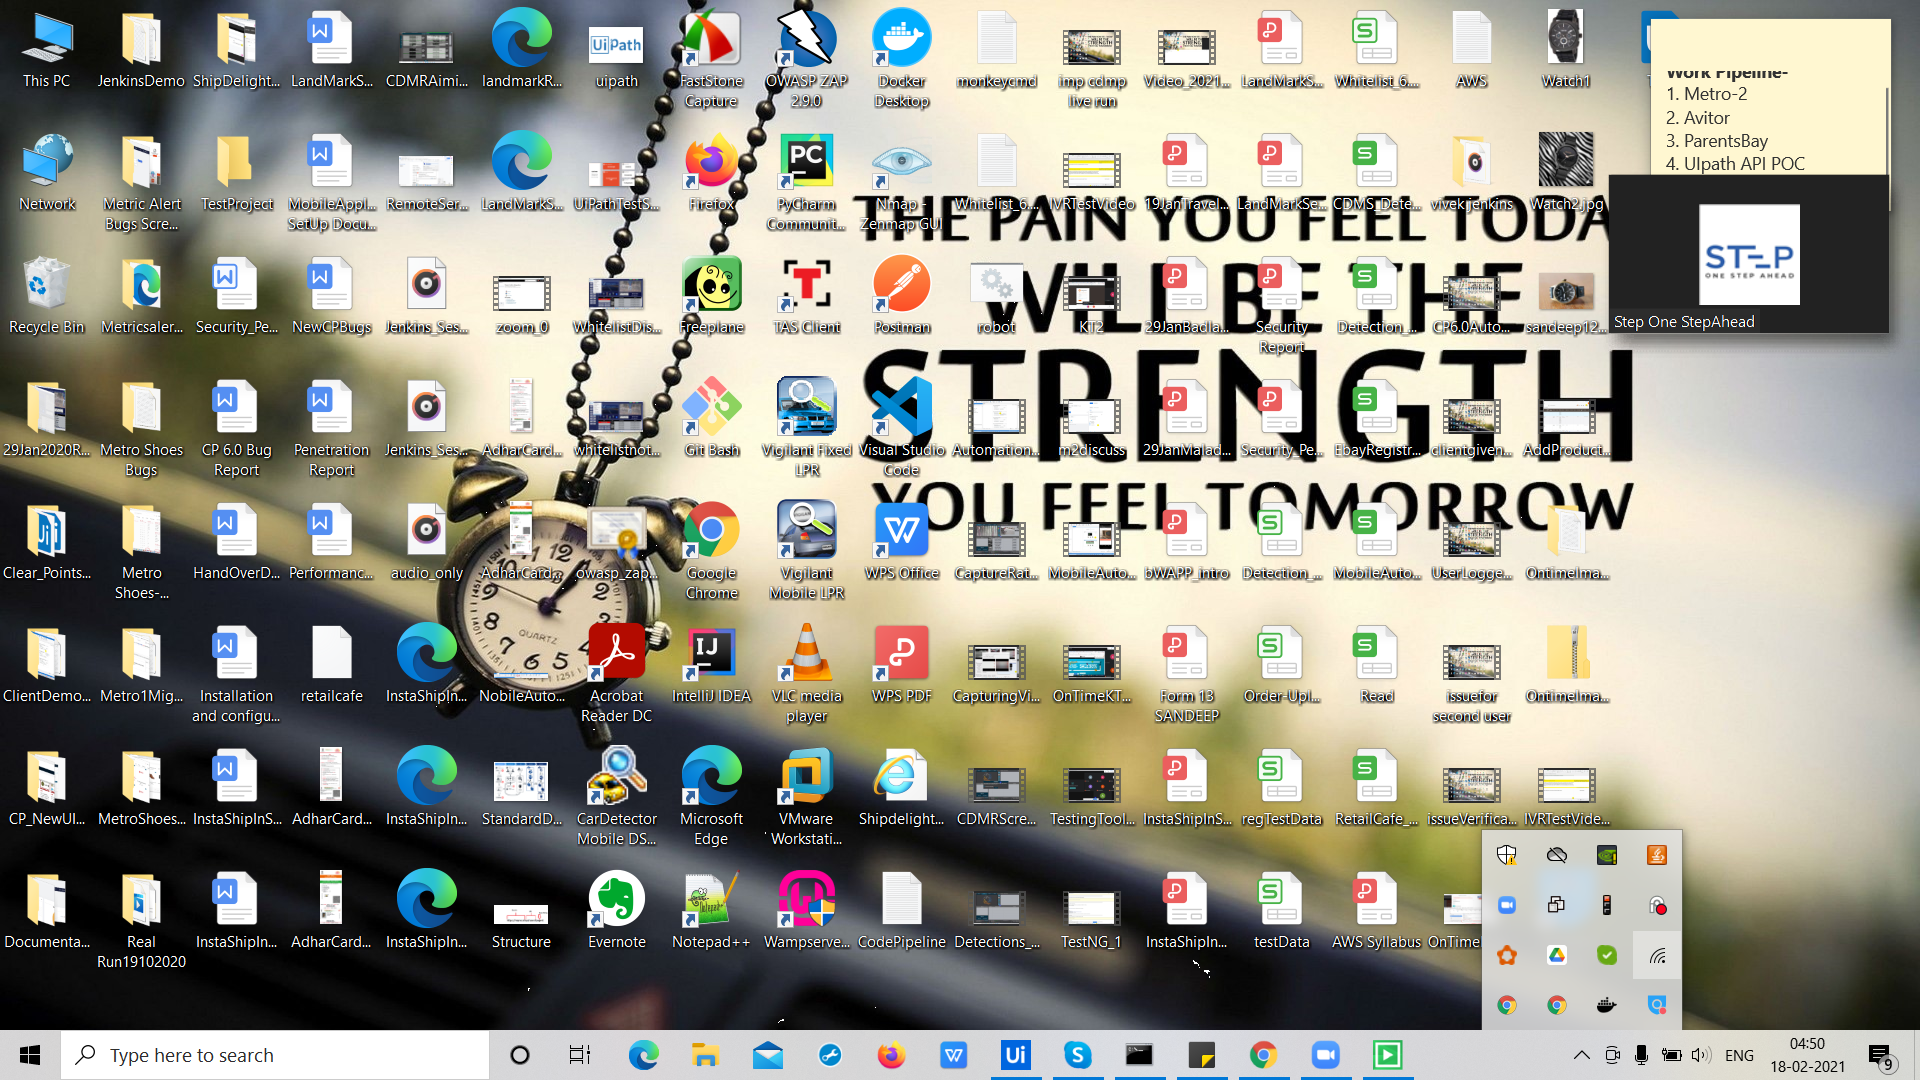 This PC
JenkinsDemo
ShipDelight...
LandMarkS...
CDMRAimi...
landmarkR...
uipath
FastStone
Capture
OWASP ZAP
2.9.0
Docker
Desktop
monkeycmd
imp cdmp
live run
Video_2021...
LandMarkS...
Whitelist_6....
AWS
Watch1
Work Pipeline-
1. Metro-2
2. Avitor
3. ParentsBay
4. UIpath API POC
Network
Metric Alert
Bugs Scre...
TestProject
MobileAppl...
SetUp Docu...
RemoteSer...
LandMarkS...
UiPathTestS...
Firefox
PyCharm
Communit...
Nmap -
Zenmap GUI
Whitelist_6....
IVRTestVideo
19JanTravel...
LandMarkSe...
CDMS_Dete...
vivek jenkins
Watch2.jpg
THE PAIN YOU FEEL TODA
WILL BE THE
STRENGTH
YOU FEEL TOMORROW
STEP
ONE STEP AHEAD
Step One StepAhead
Recycle Bin
Metricsaler...
Security_Pe...
NewCPBugs
Jenkins_Ses...
zoom_0
WhitelistDis...
Freeplane
TAS Client
Postman
robot
KT2
29JanBadla...
Security
Report
Detection_...
CP6.0Auto...
sandeep12...
29Jan2020R...
Metro Shoes
Bugs
CP 6.0 Bug
Report
Penetration
Report
Jenkins_Ses...
AdharCard...
whitelistnot...
Git Bash
Vigilant Fixed
LPR
Visual Studio
Code
Automation...
m2discuss
29JanMalad...
Security_Pe...
EbayRegistr...
clientgiven...
AddProduct...
Clear_Points...
Metro
Shoes-...
HandOverD...
Performanc...
audio_only
AdharCard...
owasp_zap...
Google
Chrome
Vigilant
Mobile LPR
WPS Office
CaptureRat...
MobileAuto...
bWAPP_intro
Detection_...
MobileAuto...
UserLogge...
OntimeIma...
ClientDemo...
Metro1Mig...
Installation
and configu...
retailcafe
InstaShipIn...
NobileAuto...
Acrobat
Reader DC
IntelliJ IDEA
VLC media
player
WPS PDF
CapturingVi...
OnTimeKT...
Form 13
SANDEEP
Order-Upl...
Read
issuefor
second user
OntimeIma...
CP_NewUI...
MetroShoes...
InstaShipInS...
AdharCard...
InstaShipIn...
StandardD...
CarDetector
Mobile DS...
Microsoft
Edge
VMware
Workstati...
Shipdelight...
CDMRScre...
TestingTool...
InstaShipInS...
regTestData
RetailCafe_...
issueVerifica...
IVRTestVide...
Documenta...
Real
Run19102020
InstaShipIn...
AdharCard...
InstaShipIn...
Structure
Evernote
Notepad++
Wampserve...
CodePipeline
Detections_...
TestNG_1
InstaShipIn...
testData
AWS Syllabus
OnTime
Type here to search
ENG
04:50
18-02-2021
9